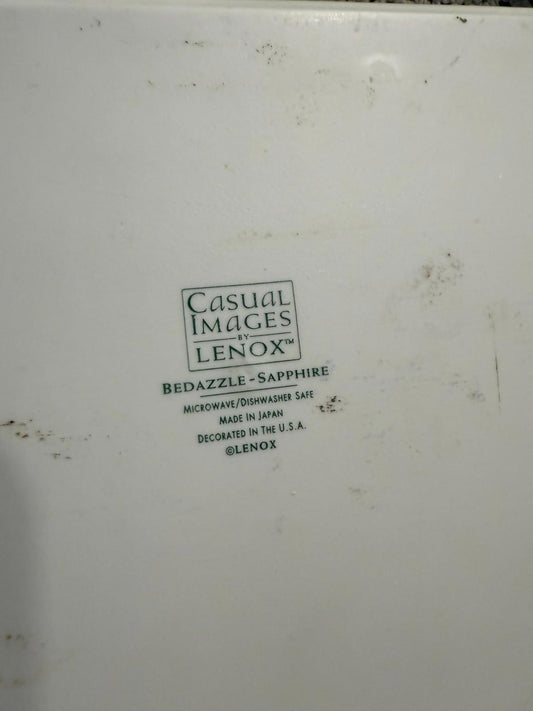 CASUAL
IMAGES
BY
LENOX™
BEDAZZLE-SAPPHIRE
MICROWAVE/DISHWASHER SAFE
MADE IN JAPAN
DECORATED IN THE U.S.A.
©LENOX